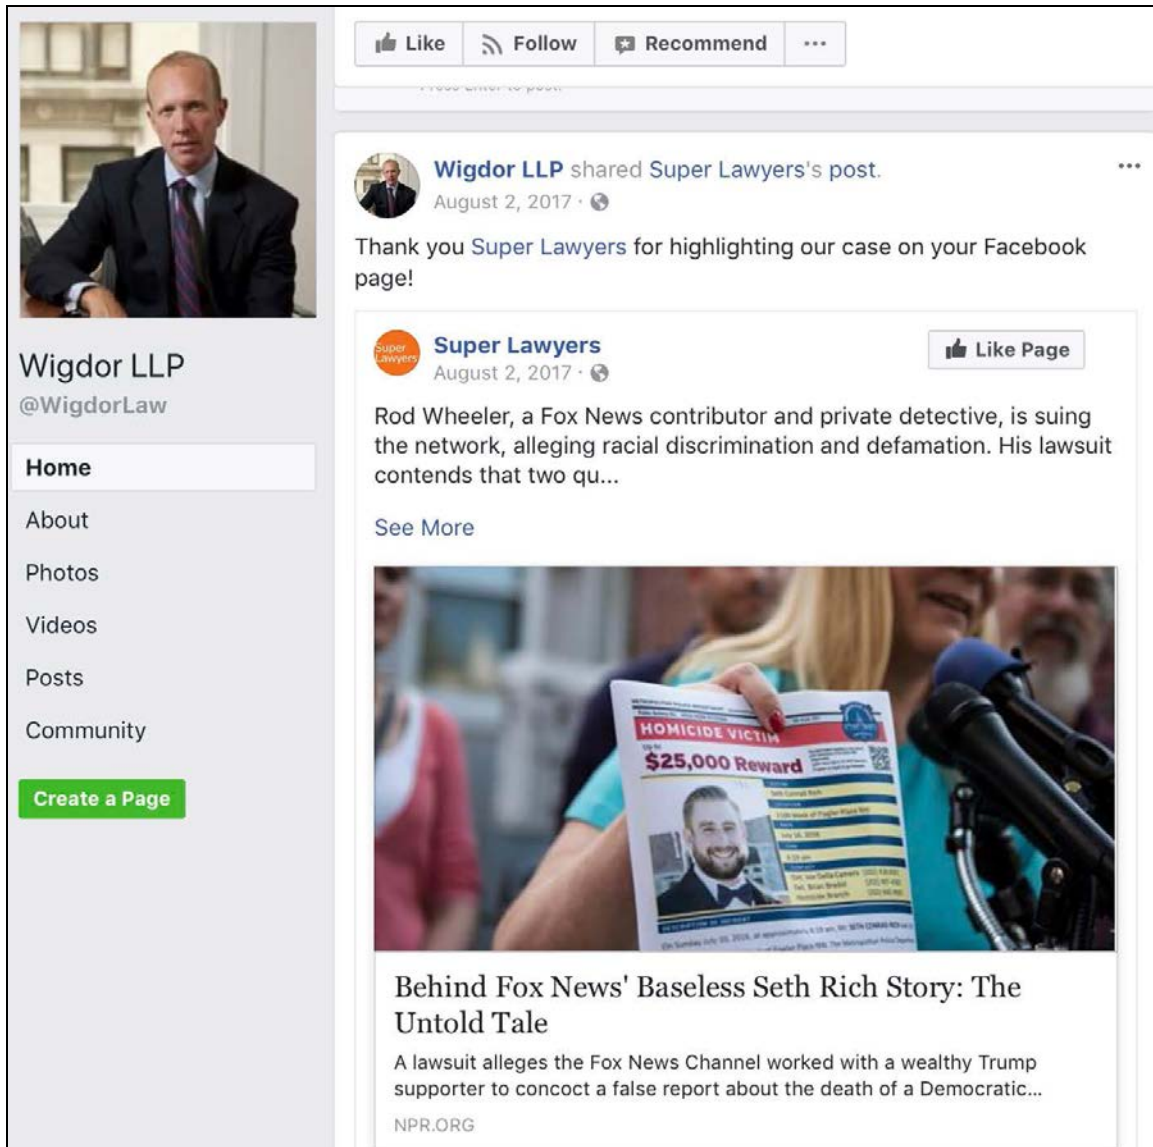 Like
Follow
Recommend
Wigdor LLP
@WigdorLaw
Home
About
Photos
Videos
Posts
Community
Create a Page
Wigdor LLP shared Super Lawyers's post.
August 2, 2017
Thank you Super Lawyers for highlighting our case on your Facebook
page!
Super
Lawyers
Super Lawyers
August 2, 2017
Like Page
Rod Wheeler, a Fox News contributor and private detective, is suing
the network, alleging racial discrimination and defamation. His lawsuit
contends that two qu...
See More
HOMICIDE VICTIM
$25,000 Reward
Seth Conrad Rich
Homicide Branch
Behind Fox News' Baseless Seth Rich Story: The
Untold Tale
A lawsuit alleges the Fox News Channel worked with a wealthy Trump
supporter to concoct a false report about the death of a Democratic...
NPR.ORG